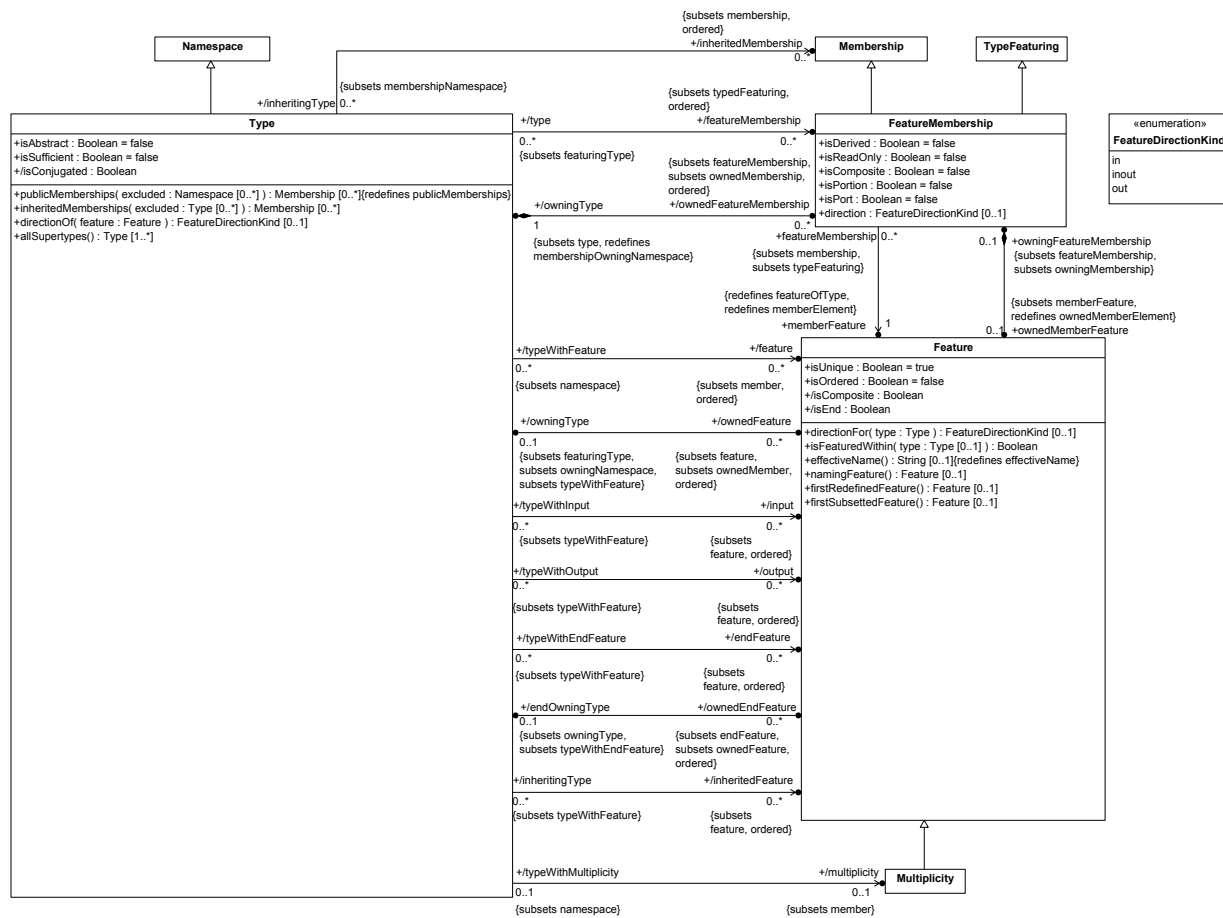 {subsets membership,
ordered}
+/inheritedMembership
0..*
Namespace
Membership
TypeFeaturing
{subsets membershipNamespace}
+/inheritingType 0..*
Type
+isAbstract : Boolean = false
+isSufficient : Boolean = false
+/isConjugated : Boolean
+publicMemberships( excluded : Namespace [0..*] ) : Membership [0..*]{redefines publicMemberships}
+inheritedMemberships( excluded : Type [0..*] ) : Membership [0..*]
+directionOf( feature : Feature ) : FeatureDirectionKind [0..1]
+allSupertypes() : Type [1..*]
{subsets typedFeaturing,
ordered}
+/type
+/featureMembership
0..*
0..*
{subsets featuringType}
{subsets featureMembership,
subsets ownedMembership,
ordered}
+/owningType
+/ownedFeatureMembership
1
0..*
{subsets type, redefines
membershipOwningNamespace}
FeatureMembership
+isDerived : Boolean = false
+isReadOnly : Boolean = false
+isComposite : Boolean = false
+isPortion : Boolean = false
+isPort : Boolean = false
+direction : FeatureDirectionKind [0..1]
«enumeration»
FeatureDirectionKind
in
inout
out
+featureMembership 0..*
{subsets membership,
subsets typeFeaturing}
0..1 +owningFeatureMembership
{subsets featureMembership,
subsets owningMembership}
{redefines featureOfType,
redefines memberElement}
+memberFeature 1
{subsets memberFeature,
redefines ownedMemberElement}
0..1 +ownedMemberFeature
Feature
+isUnique : Boolean = true
+isOrdered : Boolean = false
+/isComposite : Boolean
+/isEnd : Boolean
+directionFor( type : Type ) : FeatureDirectionKind [0..1]
+isFeaturedWithin( type : Type [0..1] ) : Boolean
+effectiveName() : String [0..1]{redefines effectiveName}
+namingFeature() : Feature [0..1]
+firstRedefinedFeature() : Feature [0..1]
+firstSubsettedFeature() : Feature [0..1]
+/typeWithFeature
+/feature
0..*
0..*
{subsets namespace}
{subsets member,
ordered}
+/owningType
+/ownedFeature
0..1
0..*
{subsets featuringType,
subsets owningNamespace,
subsets typeWithFeature}
{subsets feature,
subsets ownedMember,
ordered}
+/typeWithInput
+/input
0..*
0..*
{subsets typeWithFeature}
{subsets
feature, ordered}
+/typeWithOutput
+/output
0..*
0..*
{subsets typeWithFeature}
{subsets
feature, ordered}
+/typeWithEndFeature
+/endFeature
0..*
0..*
{subsets typeWithFeature}
{subsets
feature, ordered}
+/endOwningType
+/ownedEndFeature
0..1
0..*
{subsets owningType,
subsets typeWithEndFeature}
{subsets endFeature,
subsets ownedFeature,
ordered}
+/inheritingType
+/inheritedFeature
0..*
0..*
{subsets typeWithFeature}
{subsets
feature, ordered}
+/typeWithMultiplicity
+/multiplicity
0..1
0..1
{subsets namespace}
{subsets member}
Multiplicity